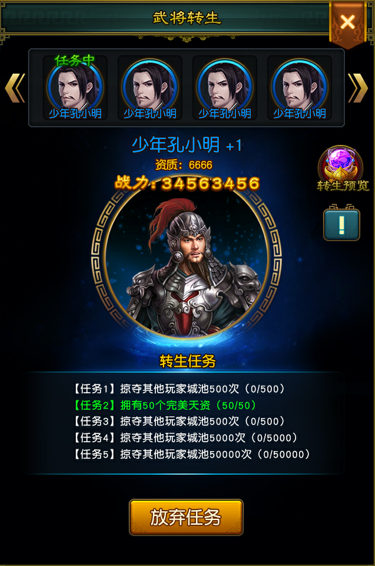 武将转生
任务中
少年孔小明 少年孔小明 少年孔小明 少年孔小明
少年孔小明 +1
资质：6666
战力:34563456
转生预览
!
转生任务
【任务1】掠夺其他玩家城池500次（0/500）
【任务2】拥有50个完美天资（50/50）
【任务3】掠夺其他玩家城池500次（0/500）
【任务4】掠夺其他玩家城池5000次（0/5000）
【任务5】掠夺其他玩家城池50000次（0/50000）
放弃任务